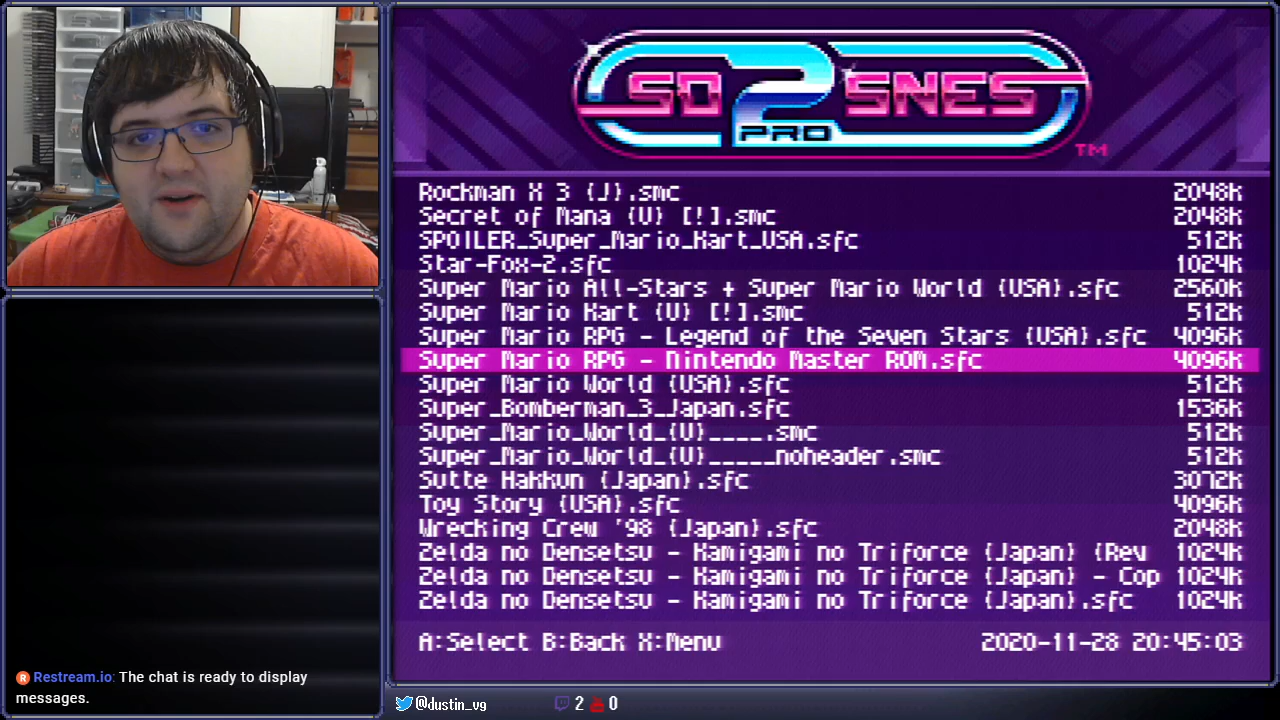 SD 2 SNES
PRO
TM
Rockman X 3 (J).smc 2048k
Secret of Mana (U) [!].smc 2048k
SPOILER_Super_Mario_Kart_USA.sfc 512k
Star-Fox-2.sfc 1024k
Super Mario All-Stars + Super Mario World (USA).sfc 2560k
Super Mario Kart (U) [!].smc 512k
Super Mario RPG - Legend of the Seven Stars (USA).sfc 4096k
Super Mario RPG - Nintendo Master ROM.sfc 4096k
Super Mario World (USA).sfc 512k
Super_Bomberman_3_Japan.sfc 1536k
Super_Mario_World_(U)____.smc 512k
Super_Mario_World_(U)_____noheader.smc 512k
Sutte Hakkun (Japan).sfc 3072k
Toy Story (USA).sfc 4096k
Wrecking Crew '98 (Japan).sfc 2048k
Zelda no Densetsu - Kamigami no Triforce (Japan) (Rev 1024k
Zelda no Densetsu - Kamigami no Triforce (Japan) - Cop 1024k
Zelda no Densetsu - Kamigami no Triforce (Japan).sfc 1024k
A:Select B:Back X:Menu 2020-11-28 20:45:03
Restream.io: The chat is ready to display
messages.
@dustin_vg 2 0